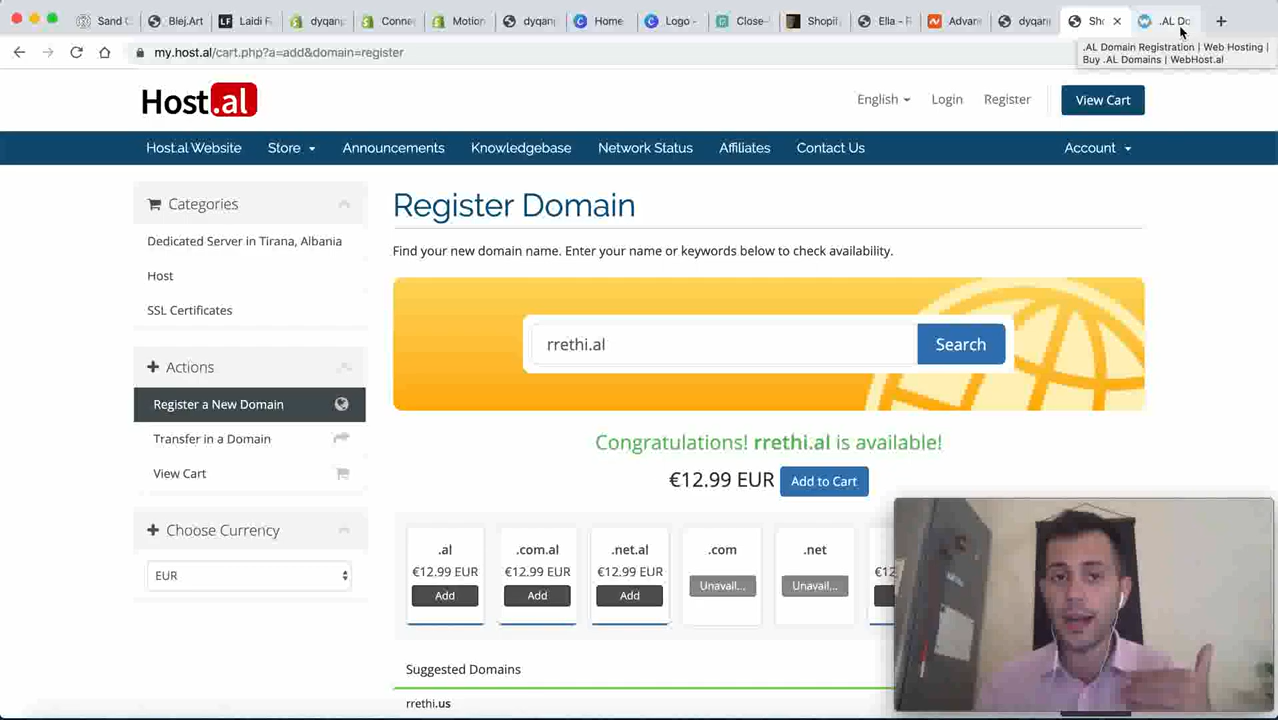 Sand C
Blej.Art
Laidi F
dyqan
Conne
Motion
dyqan
Home
Logo -
Close-
Shopif
Ella – R
Advan
dyqan
Sho
.AL Do
my.host.al/cart.php?a=add&domain=register
.AL Domain Registration | Web Hosting |
Buy .AL Domains | WebHost.al
Host.al
English
Login
Register
View Cart
Host.al Website
Store
Announcements
Knowledgebase
Network Status
Affiliates
Contact Us
Account
Categories
Dedicated Server in Tirana, Albania
Host
SSL Certificates
Actions
Register a New Domain
Transfer in a Domain
View Cart
Choose Currency
EUR
Register Domain
Find your new domain name. Enter your name or keywords below to check availability.
rrethi.al
Search
Congratulations! rrethi.al is available!
€12.99 EUR
Add to Cart
.al
€12.99 EUR
Add
.com.al
€12.99 EUR
Add
.net.al
€12.99 EUR
Add
.com
Unavail...
.net
Unavail...
€12
Suggested Domains
rrethi.us